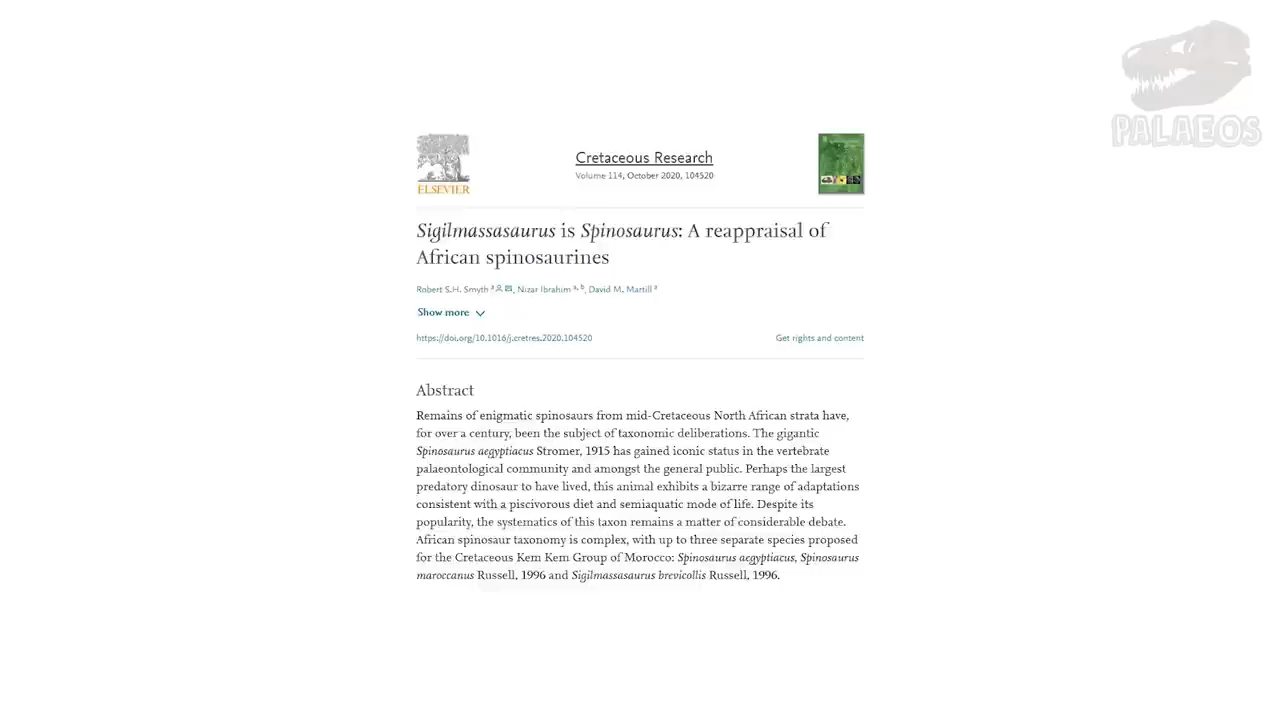 PALAEOS
ELSEVIER
Cretaceous Research
Volume 114, October 2020, 104520
Sigilmassasaurus is Spinosaurus: A reappraisal of
African spinosaurines
Robert S.H. Smyth a, Nizar Ibrahim a, b, David M. Martill a
Show more
https://doi.org/10.1016/j.cretres.2020.104520
Get rights and content
Abstract
Remains of enigmatic spinosaurs from mid-Cretaceous North African strata have,
for over a century, been the subject of taxonomic deliberations. The gigantic
Spinosaurus aegyptiacus Stromer, 1915 has gained iconic status in the vertebrate
palaeontological community and amongst the general public. Perhaps the largest
predatory dinosaur to have lived, this animal exhibits a bizarre range of adaptations
consistent with a piscivorous diet and semiaquatic mode of life. Despite its
popularity, the systematics of this taxon remains a matter of considerable debate.
African spinosaur taxonomy is complex, with up to three separate species proposed
for the Cretaceous Kem Kem Group of Morocco: Spinosaurus aegyptiacus, Spinosaurus
maroccanus Russell, 1996 and Sigilmassasaurus brevicollis Russell, 1996.